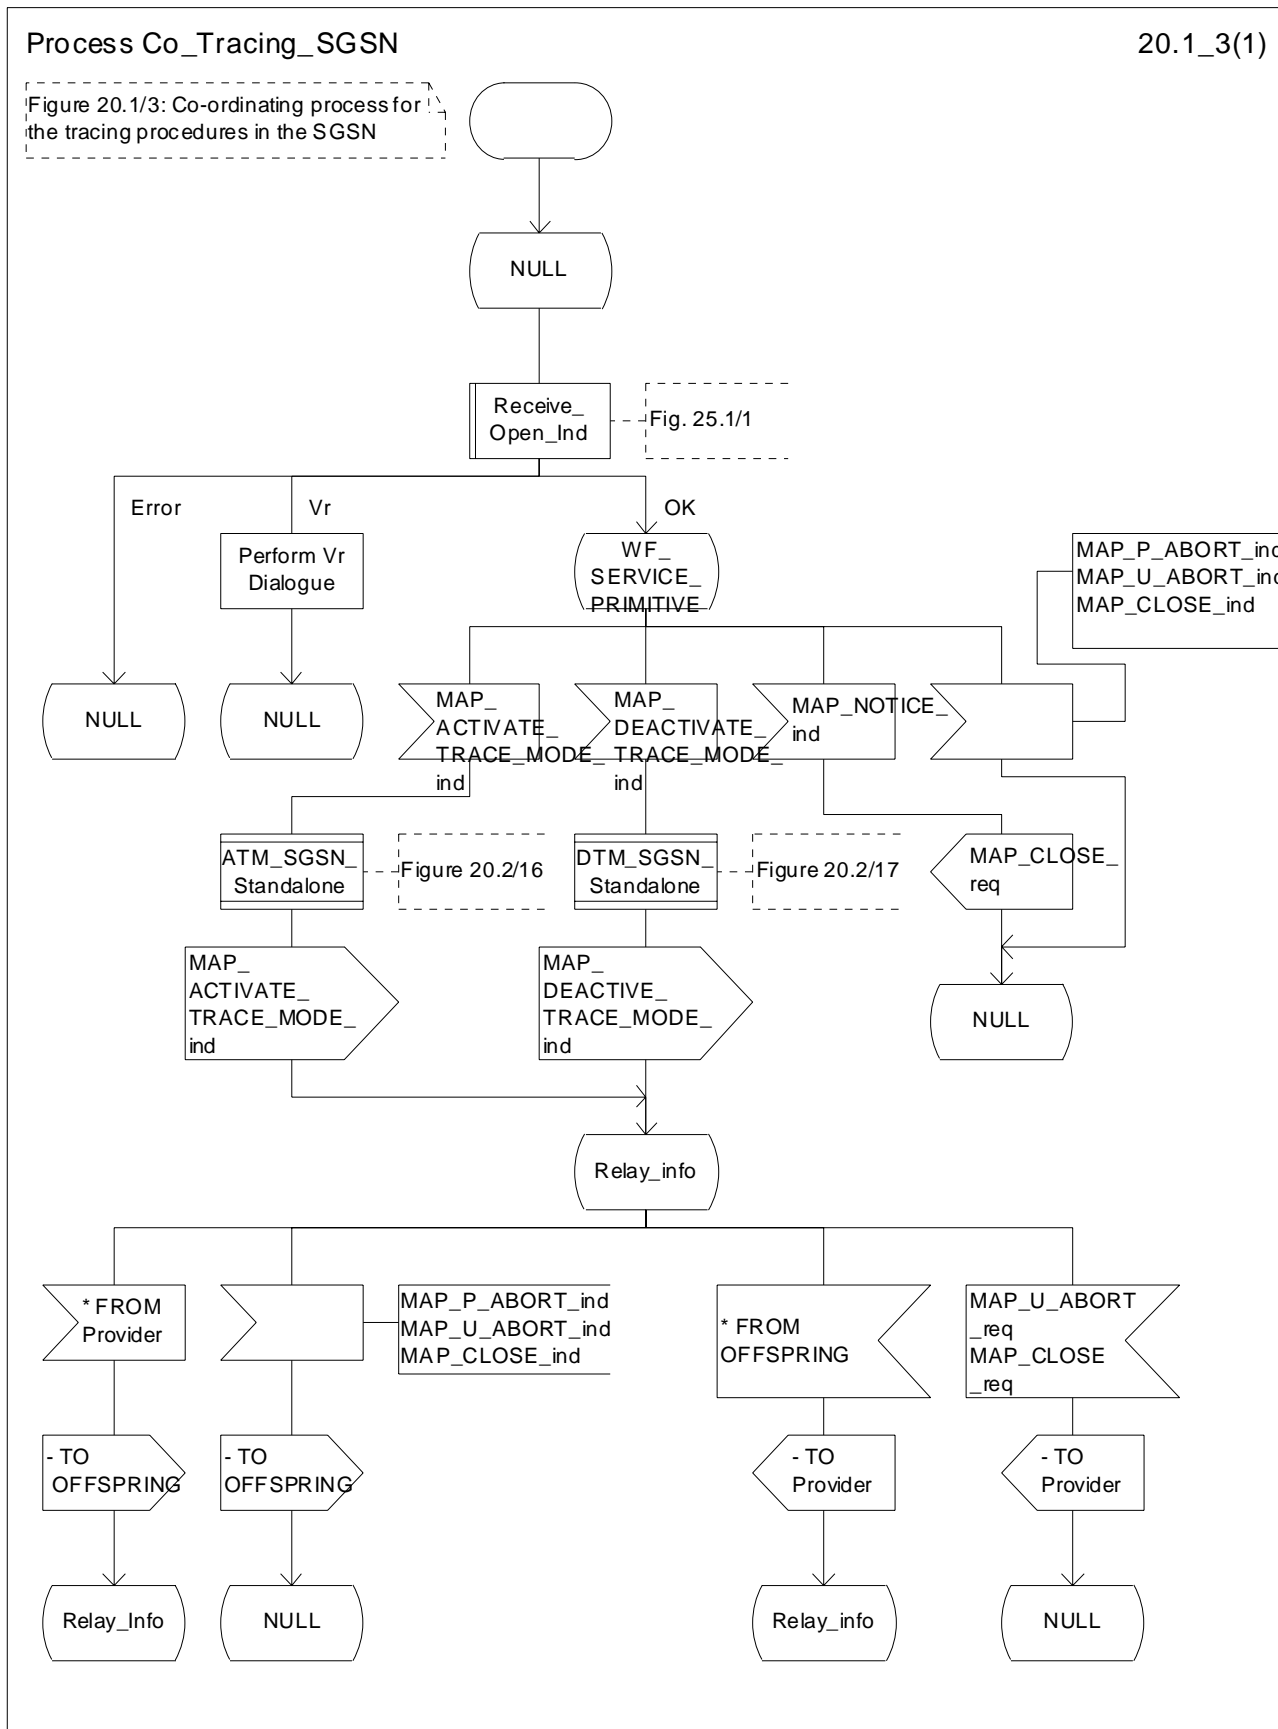 Process Co_Tracing_SGSN
20.1_3(1)
Figure 20.1/3: Co-ordinating process for
the tracing procedures in the SGSN
NULL
Receive_
Open_Ind
Fig. 25.1/1
Error
Vr
OK
Perform Vr
Dialogue
WF_
SERVICE_
PRIMITIVE
MAP_P_ABORT_ind
MAP_U_ABORT_ind
MAP_CLOSE_ind
NULL
NULL
MAP_
ACTIVATE_
TRACE_MODE_
ind
MAP_
DEACTIVATE_
TRACE_MODE_
ind
MAP_NOTICE_
ind
ATM_SGSN_
Standalone
Figure 20.2/16
DTM_SGSN_
Standalone
Figure 20.2/17
MAP_CLOSE_
req
MAP_
ACTIVATE_
TRACE_MODE_
ind
MAP_
DEACTIVE_
TRACE_MODE_
ind
NULL
Relay_info
* FROM
Provider
MAP_P_ABORT_ind
MAP_U_ABORT_ind
MAP_CLOSE_ind
* FROM
OFFSPRING
MAP_U_ABORT
_req
MAP_CLOSE
_req
- TO
OFFSPRING
- TO
OFFSPRING
- TO
Provider
- TO
Provider
Relay_Info
NULL
Relay_info
NULL